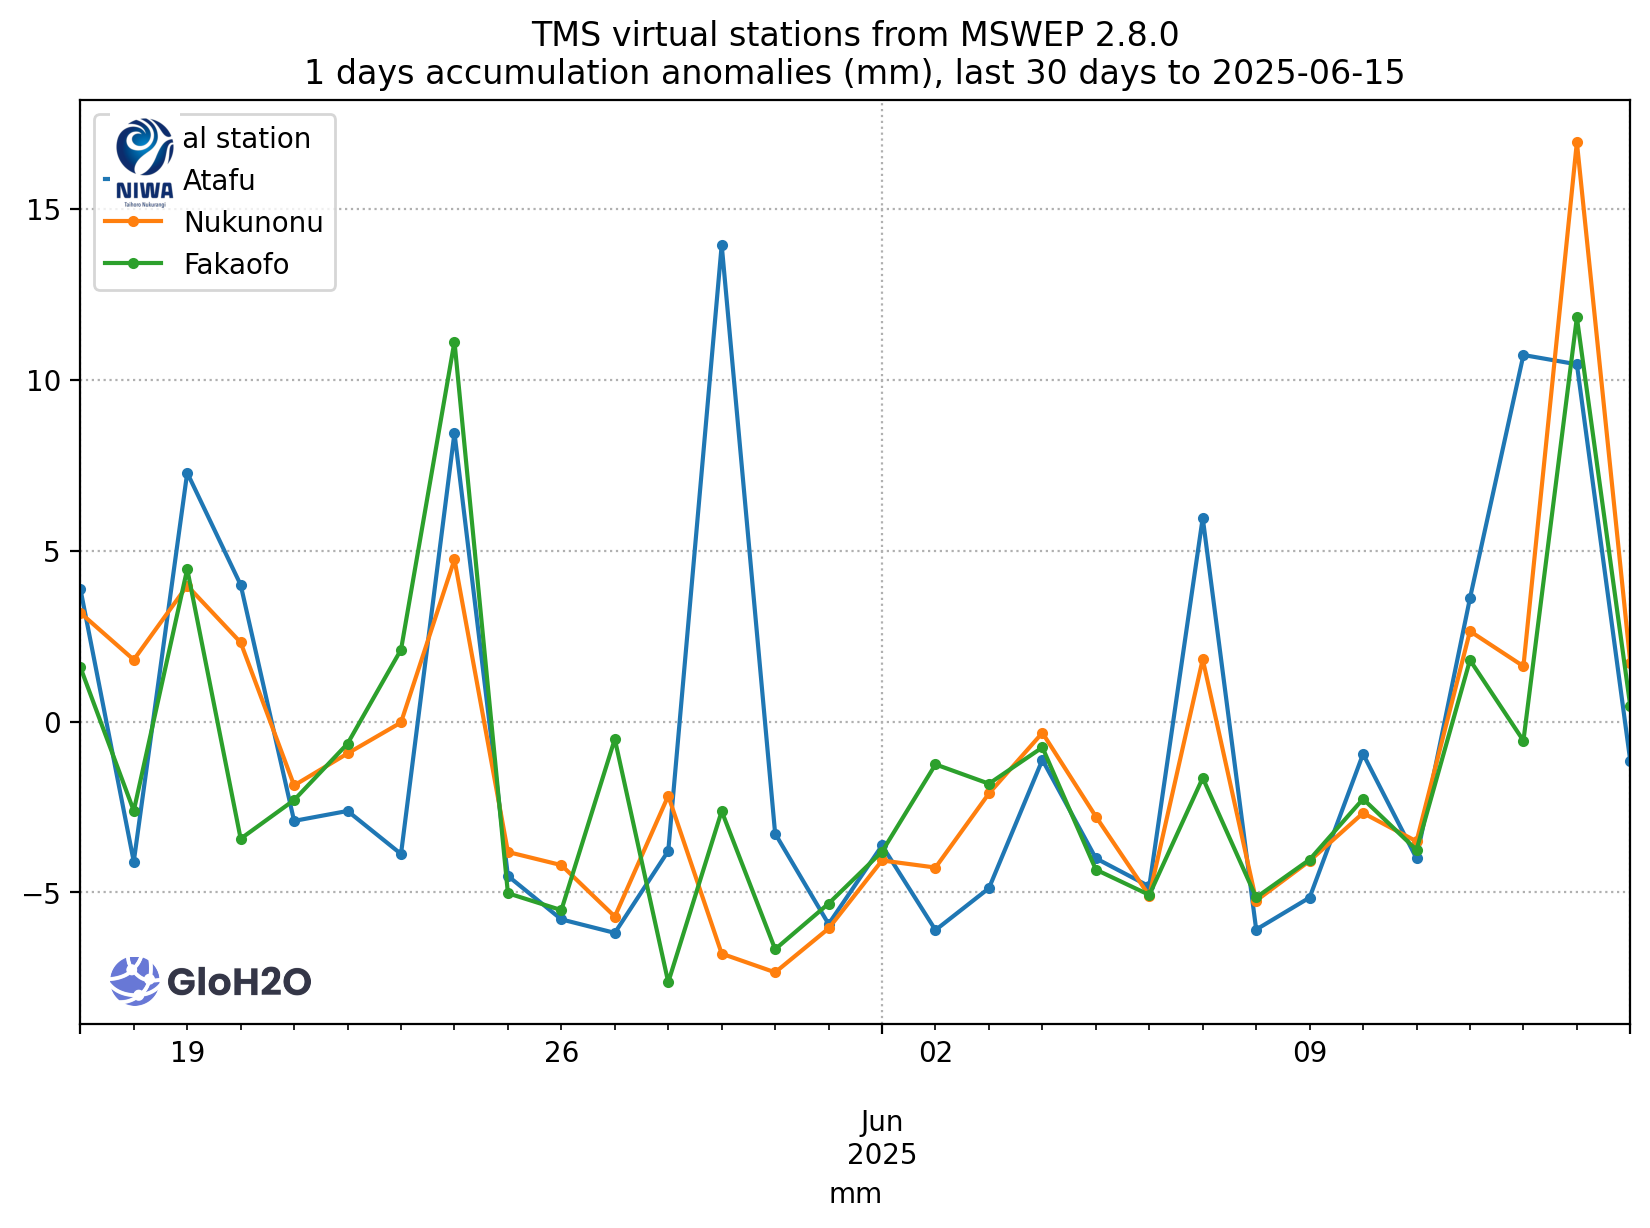 TMS virtual stations from MSWEP 2.8.0
1 days accumulation anomalies (mm), last 30 days to 2025-06-15
al station
Atafu
Nukunonu
Fakaofo
NIWA
Taihoro Nukurangi
15
10
5
0
−5
GloH2O
19
26
02
09
Jun
2025
mm